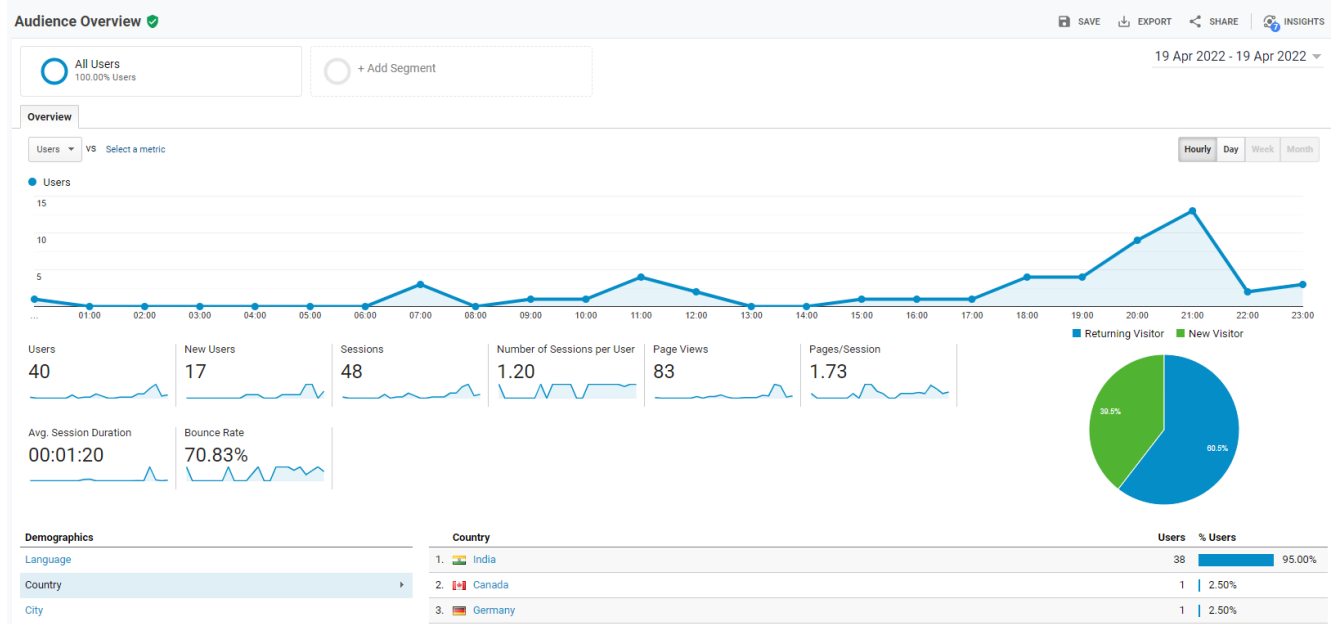 Audience Overview
SAVE EXPORT SHARE 7 INSIGHTS
All Users
100.00% Users
+ Add Segment
19 Apr 2022 - 19 Apr 2022
Overview
Users VS Select a metric
Hourly Day Week Month
Users
15
10
5
... 01:00 02:00 03:00 04:00 05:00 06:00 07:00 08:00 09:00 10:00 11:00 12:00 13:00 14:00 15:00 16:00 17:00 18:00 19:00 20:00 21:00 22:00 23:00
Returning Visitor New Visitor
Users New Users Sessions Number of Sessions per User Page Views Pages/Session
40 17 48 1.20 83 1.73
39.5%
60.5%
Avg. Session Duration Bounce Rate
00:01:20 70.83%
Demographics
Language
Country
City
Country Users % Users
1. India 38 95.00%
2. Canada 1 2.50%
3. Germany 1 2.50%